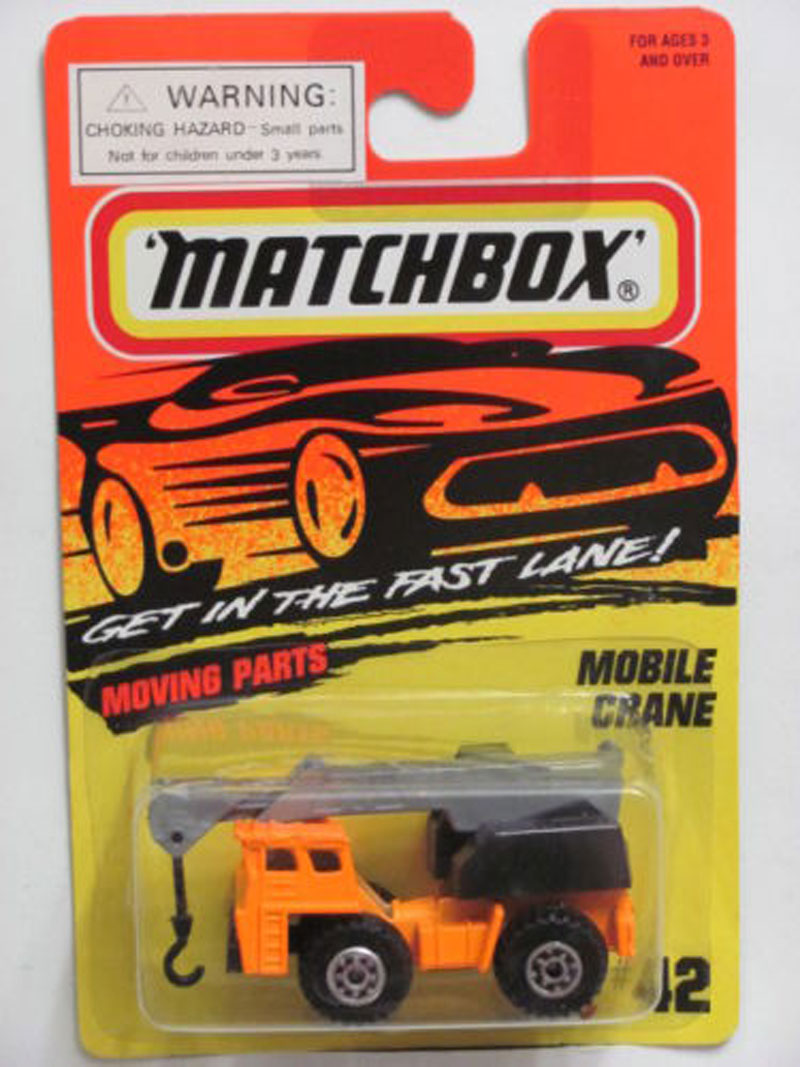 FOR AGES 3
AND OVER
WARNING:
CHOKING HAZARD - Small parts
Not for children under 3 years
'MATCHBOX'®
GET IN THE FAST LANE!
MOVING PARTS
MOBILE
CRANE
#42